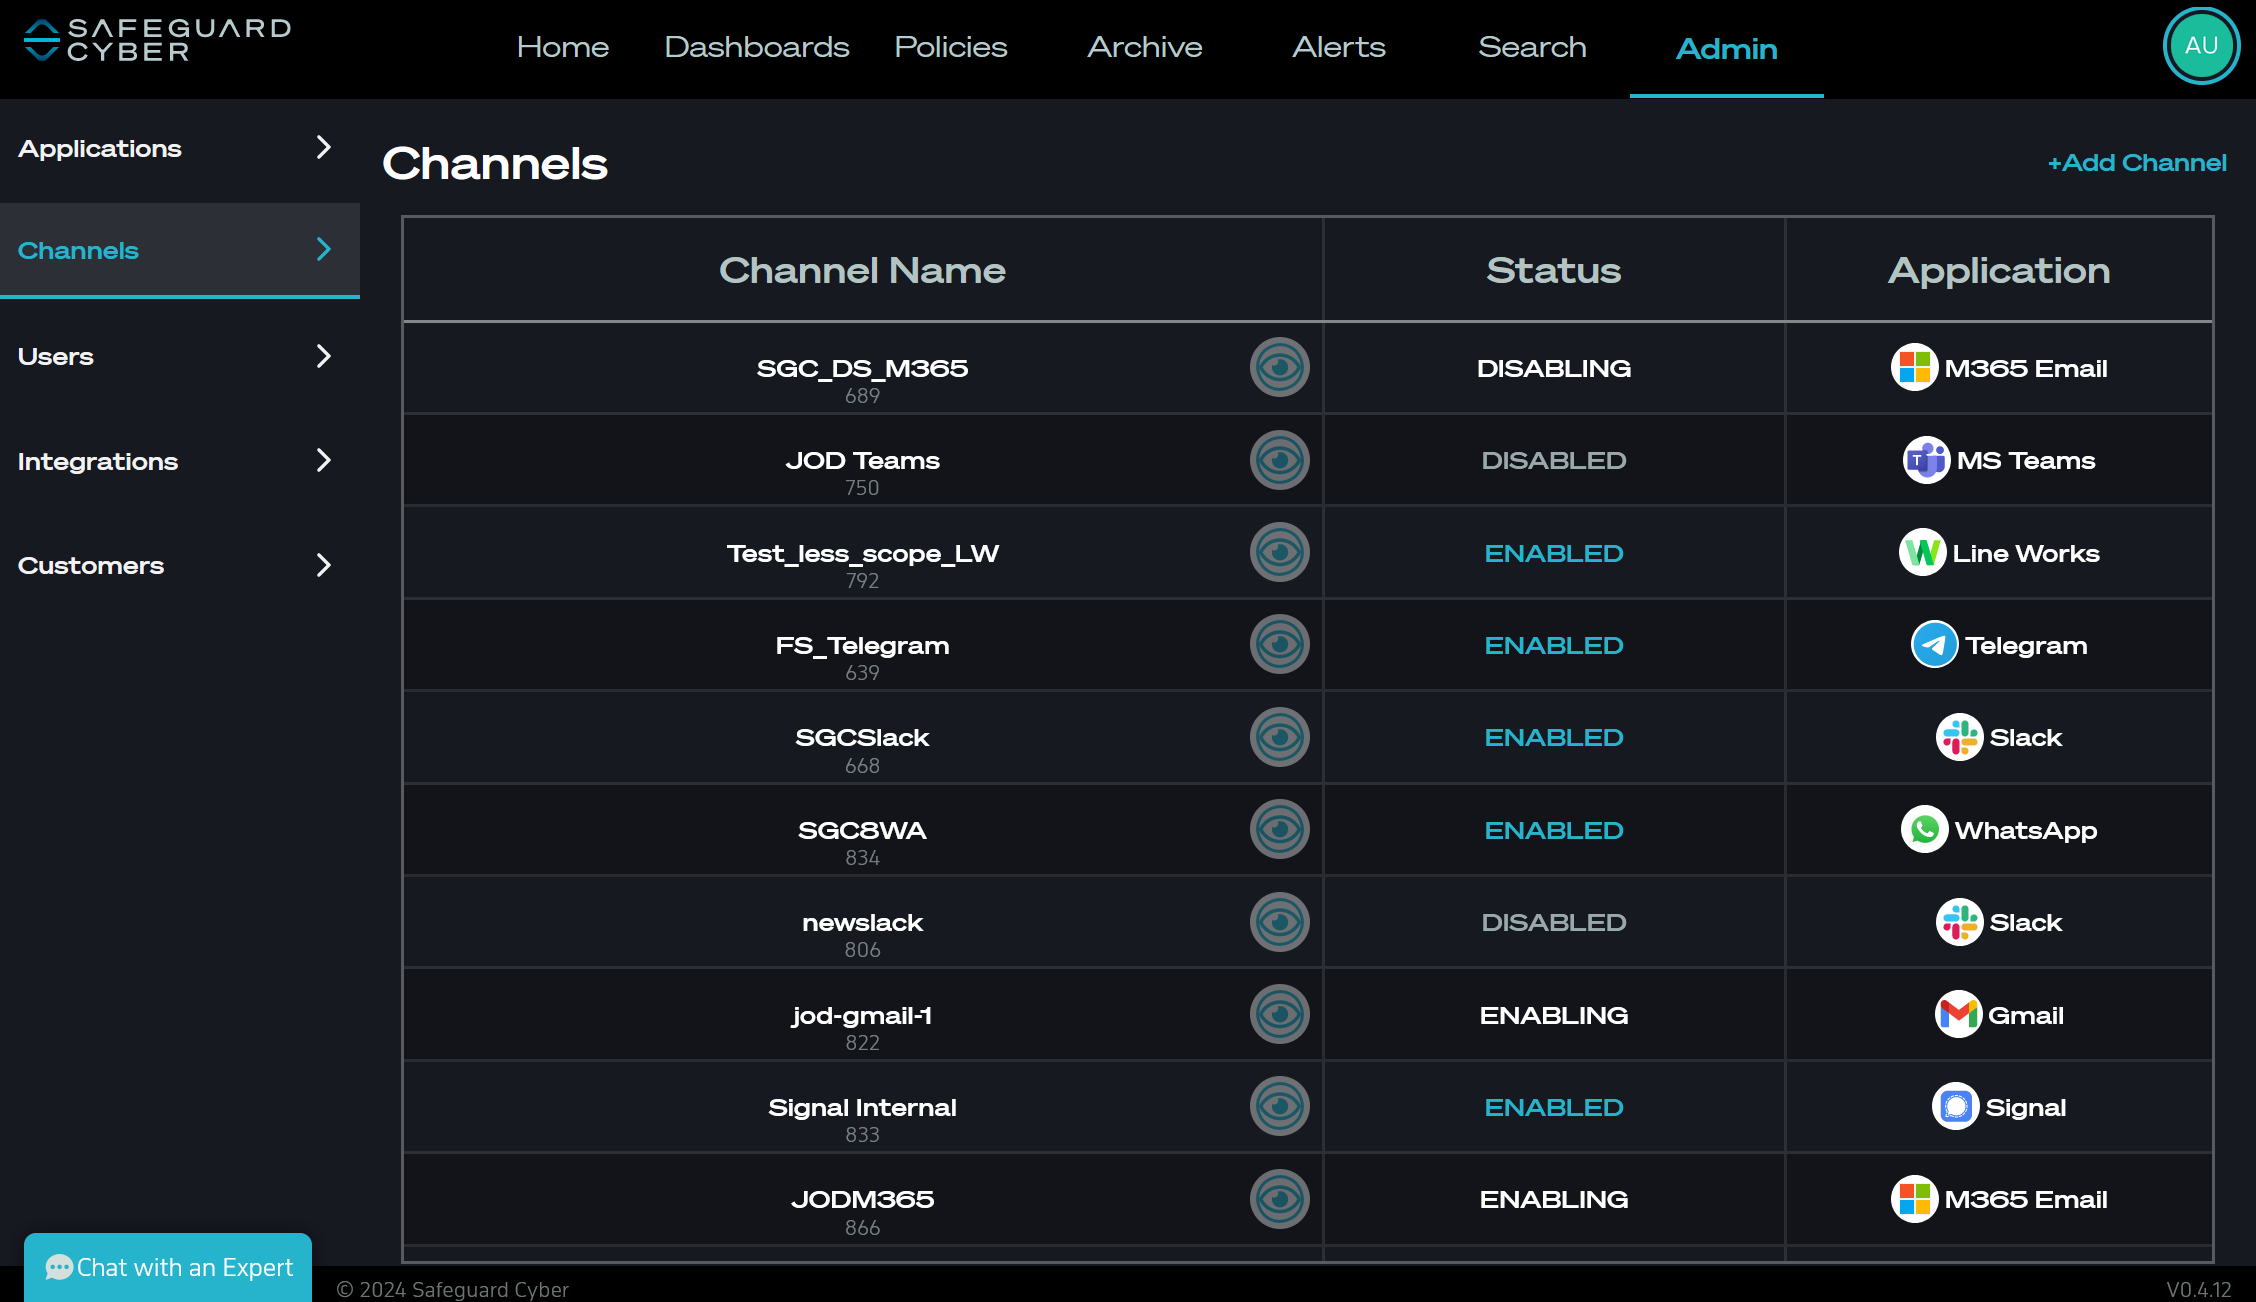 SAFEGUARD
CYBER
Home Dashboards Policies Archive Alerts Search Admin AU
Applications
Channels
Users
Integrations
Customers
Channels
+Add Channel
Channel Name Status Application
SGC_DS_M365 DISABLING M365 Email
689
JOD Teams DISABLED MS Teams
750
Test_less_scope_LW ENABLED Line Works
792
FS_Telegram ENABLED Telegram
639
SGCSlack ENABLED Slack
668
SGC8WA ENABLED WhatsApp
834
newslack DISABLED Slack
806
jod-gmail-1 ENABLING Gmail
822
Signal Internal ENABLED Signal
833
JODM365 ENABLING M365 Email
866
Chat with an Expert
© 2024 Safeguard Cyber
V0.4.12